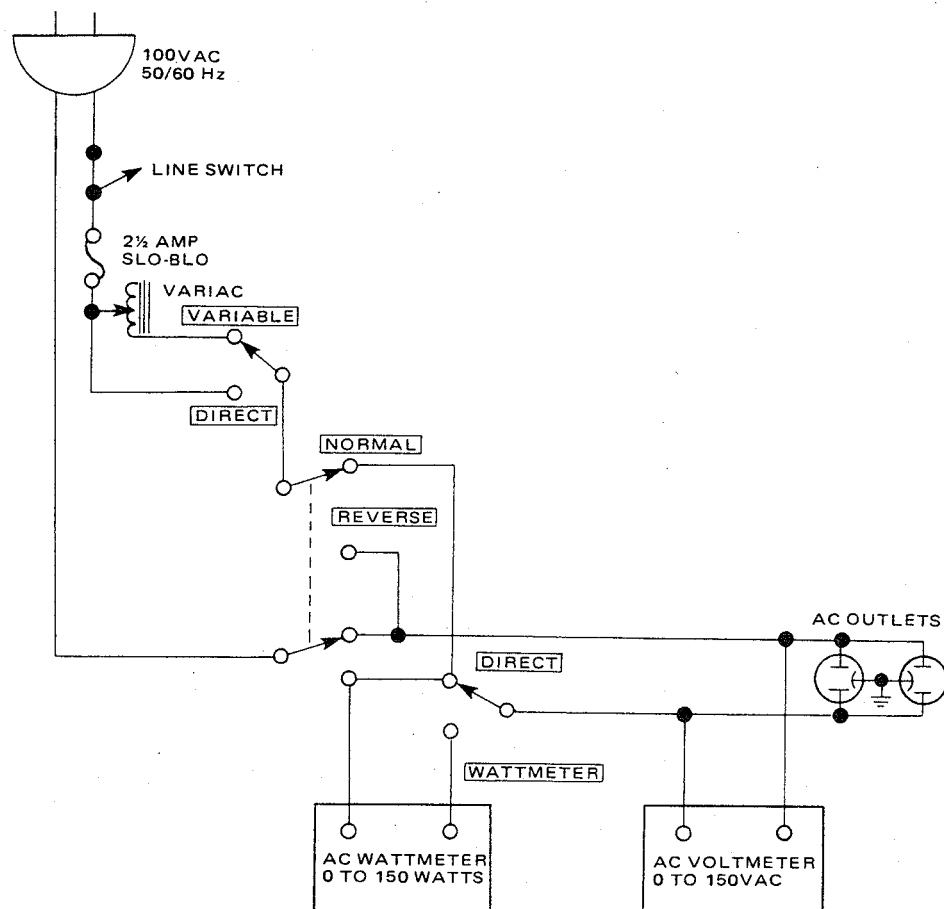 100VAC
50/60 Hz
LINE SWITCH
2½ AMP
SLO-BLO
VARIAC
VARIABLE
DIRECT
NORMAL
REVERSE
AC OUTLETS
DIRECT
WATTMETER
AC WATTMETER
0 TO 150 WATTS
AC VOLTMETER
0 TO 150VAC